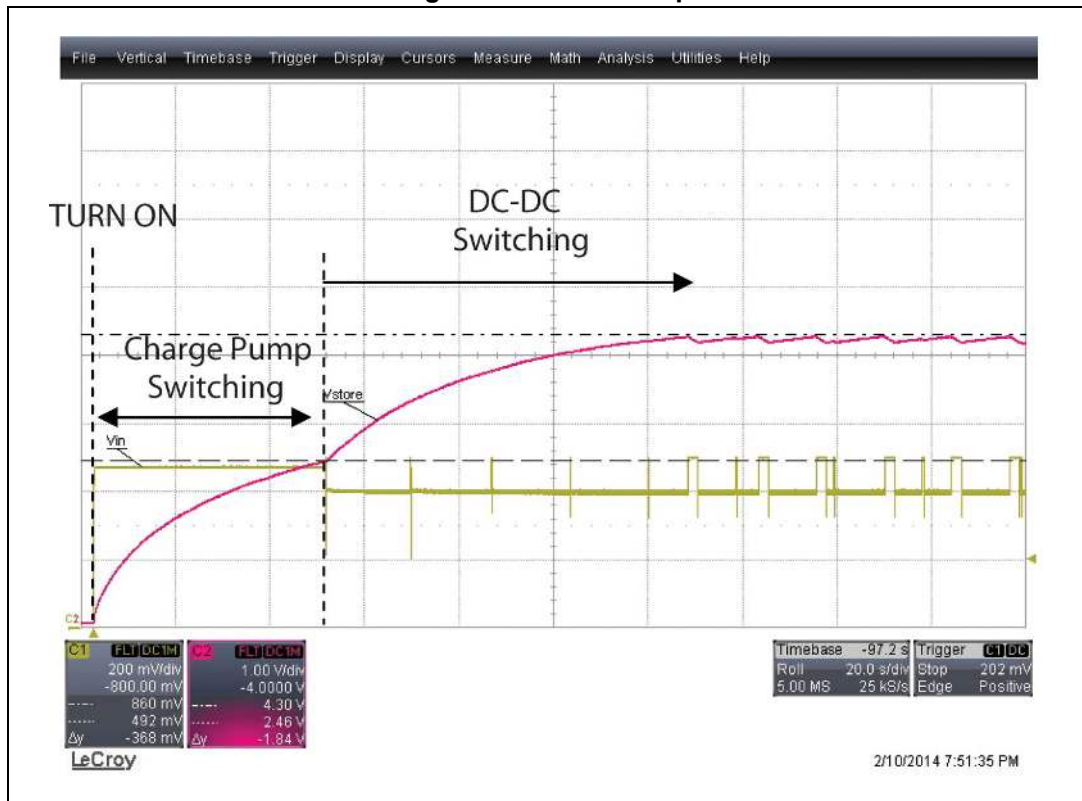 File Vertical Timebase Trigger Display Cursors Measure Math Analysis Utilities Help
TURN ON
DC-DC
Switching
Charge Pump
Switching
Vstore
Vin
C2
C1 FLT DC1M
200 mV/div
-800.00 mV
860 mV
492 mV
Δy -368 mV
C2 FLT DC1M
1.00 V/div
-4.0000 V
4.30 V
2.46 V
Δy -1.84 V
Timebase -97.2 s
Roll 20.0 s/div
5.00 MS 25 kS/s
Trigger C1 DC
Stop 202 mV
Edge Positive
LeCroy
2/10/2014 7:51:35 PM